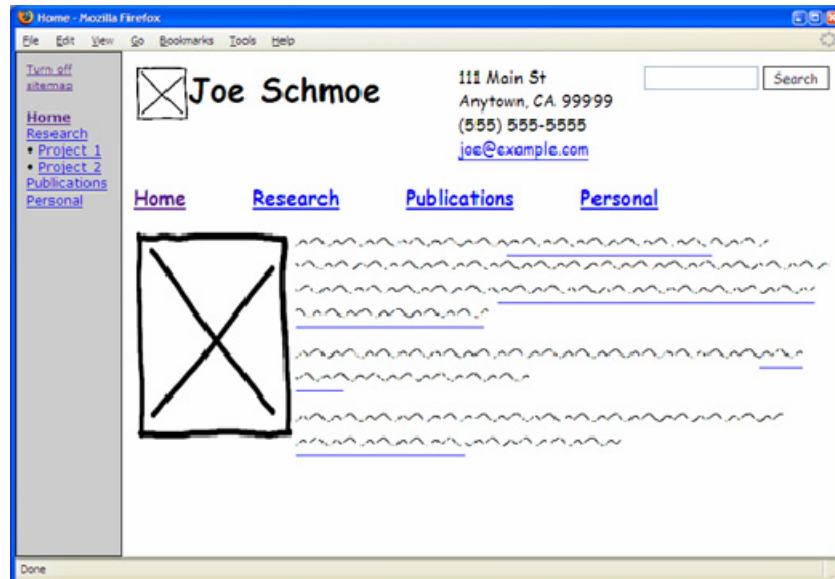 Home - Mozilla Firefox
File Edit View Go Bookmarks Tools Help
Turn off
sitemap
Home
Research
• Project 1
• Project 2
Publications
Personal
Joe Schmoe
111 Main St
Anytown, CA 99999
(555) 555-5555
joe@example.com
Search
Home Research Publications Personal
Done